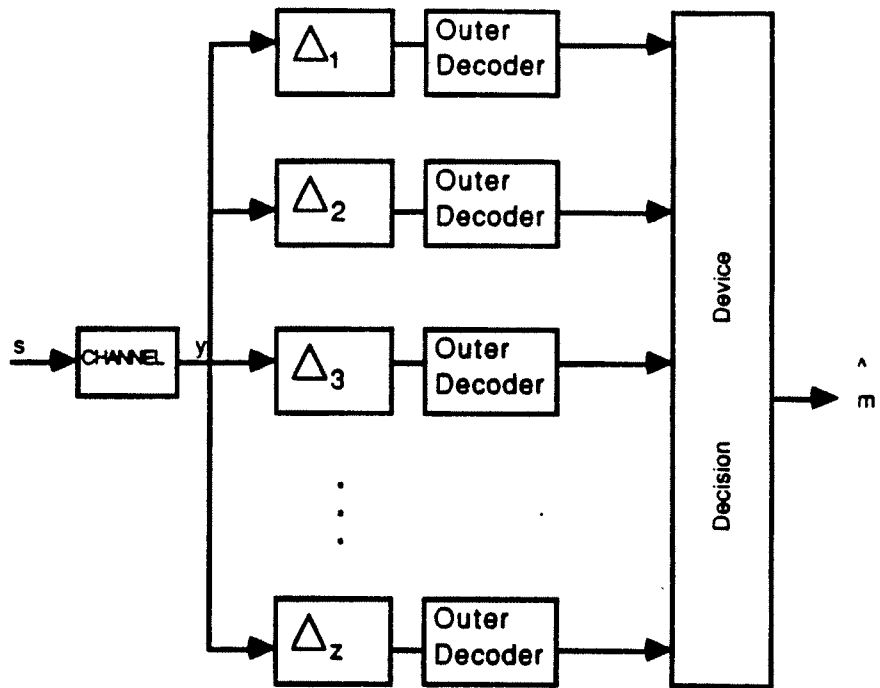 Δ1
Outer
Decoder
Δ2
Outer
Decoder
s
CHANNEL
y
Δ3
Outer
Decoder
Decision Device
^
m
.
.
.
Δz
Outer
Decoder